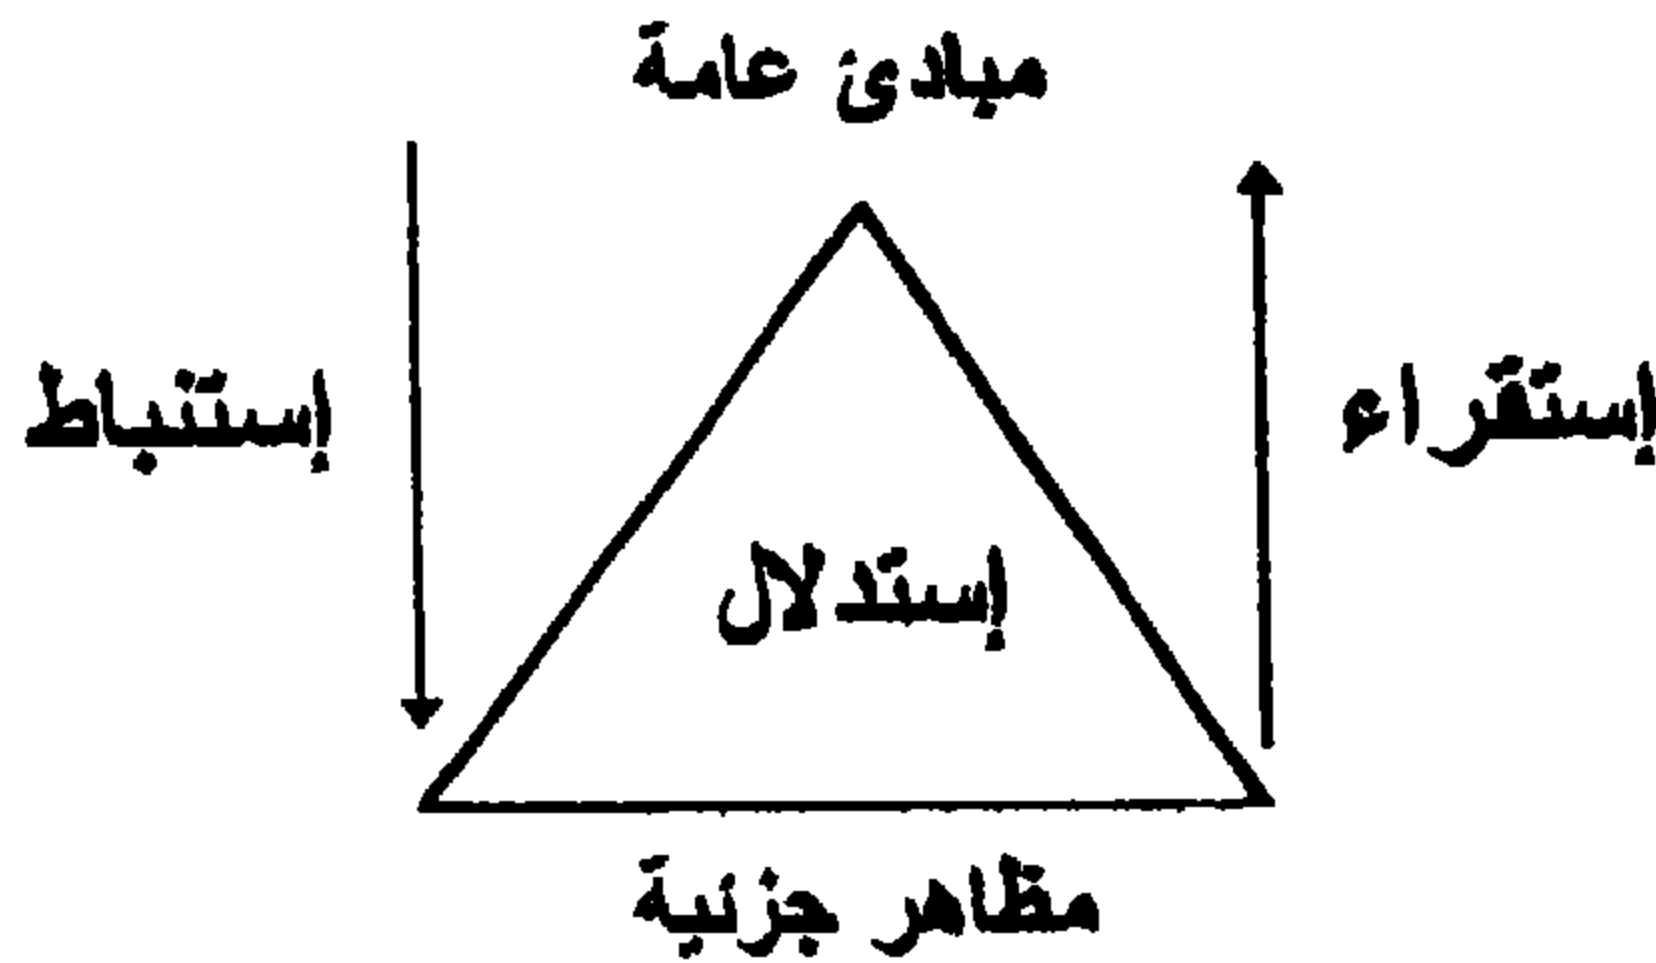 مبادئ عامة
إستقراء
إستنباط
إستدلال
مظاهر جزئية